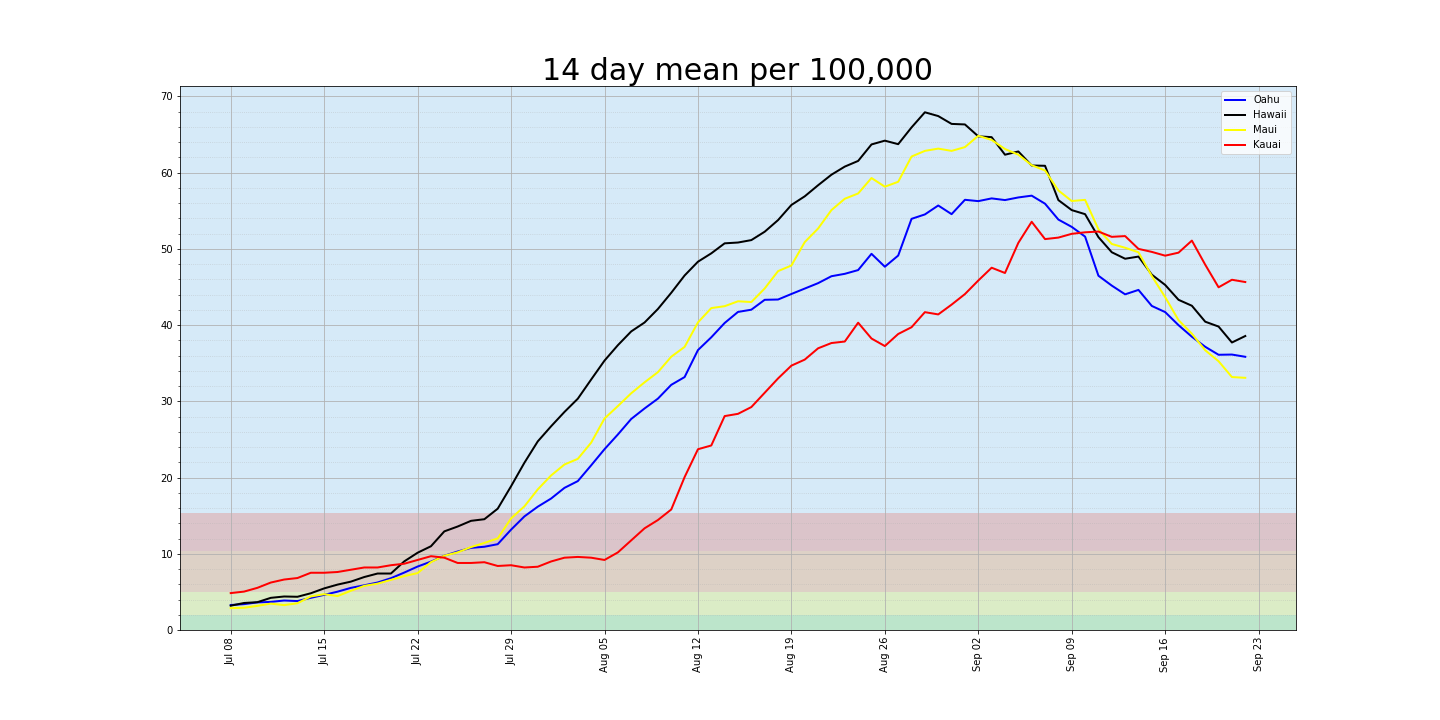 14 day mean per 100,000
Oahu
Hawaii
Maui
Kauai
70
60
50
40
30
20
10
0
Jul 08
Jul 15
Jul 22
Jul 29
Aug 05
Aug 12
Aug 19
Aug 26
Sep 02
Sep 09
Sep 16
Sep 23